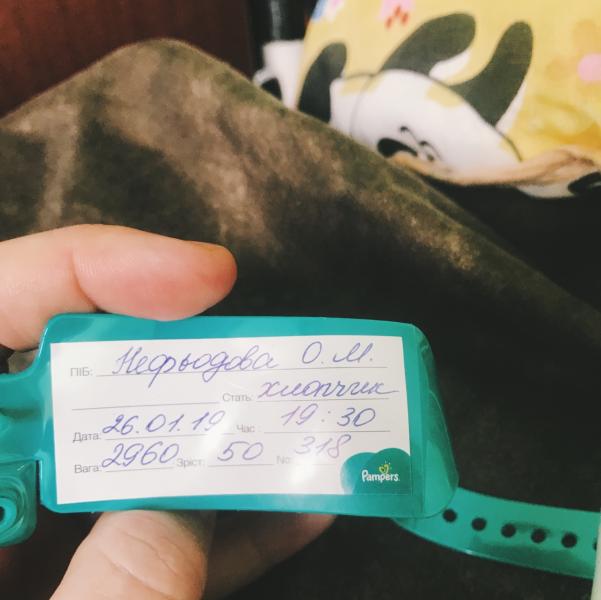 ПІБ: Нефьодова О. М.
Стать: хлопчик
Дата: 26.01.19 Час: 19:30
Вага: 2960 Зріст: 50 No: 318
Pampers